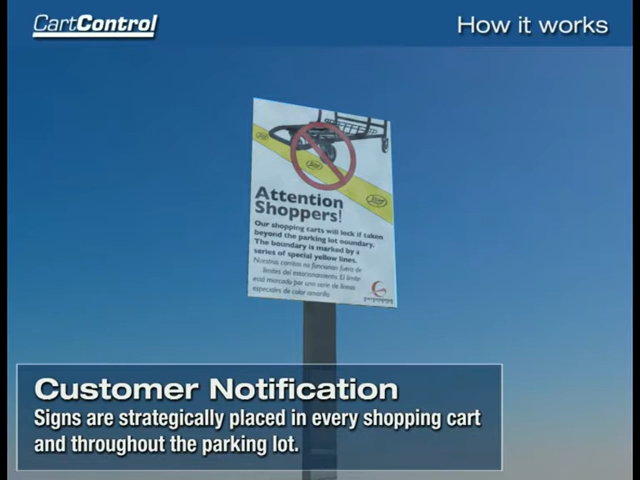 CartControl
How it works
Attention
Shoppers!
Our shopping carts will lock if taken
beyond the parking lot noundary.
The boundary is marked by a
series of special yellow lines.
Nuestros carritos no funcionan fuera de
limites del estacionamiento. El límite
está marcado por una serie de líneas
especiales de color amarillo
Customer Notification
Signs are strategically placed in every shopping cart
and throughout the parking lot.